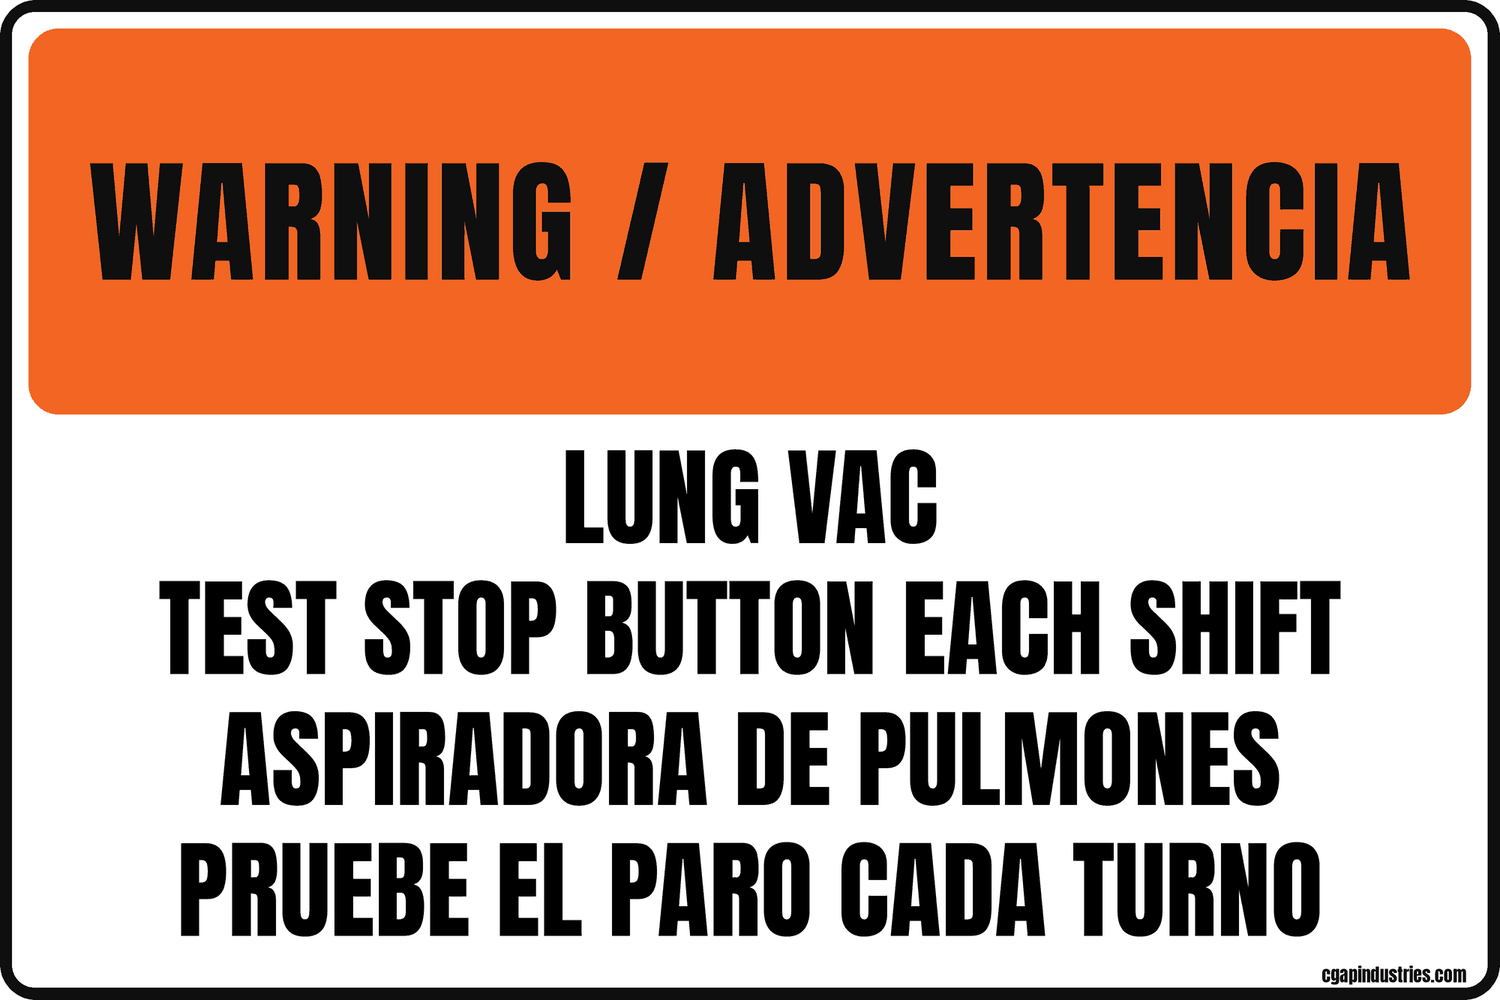 WARNING / ADVERTENCIA
LUNG VAC
TEST STOP BUTTON EACH SHIFT
ASPIRADORA DE PULMONES
PRUEBE EL PARO CADA TURNO
cgapindustries.com